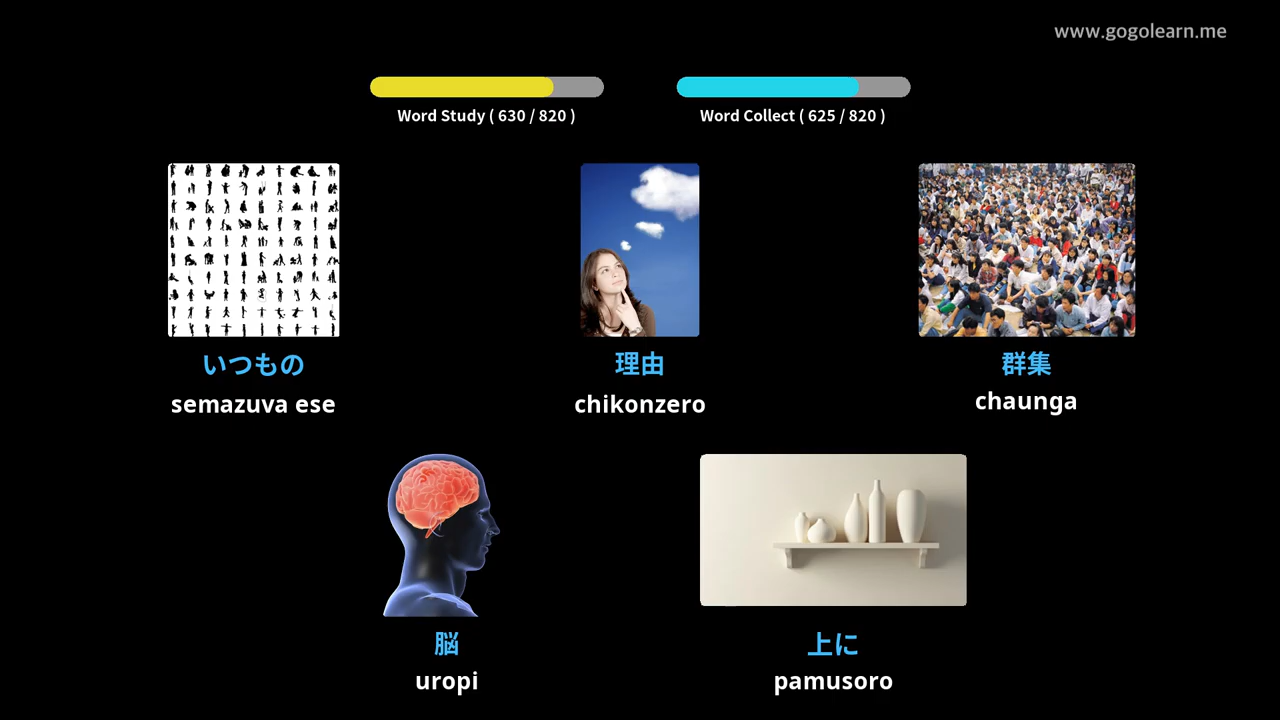 www.gogolearn.me
Word Study ( 630 / 820 )
Word Collect ( 625 / 820 )
いつもの
semazuva ese
理由
chikonzero
群集
chaunga
脳
uropi
上に
pamusoro